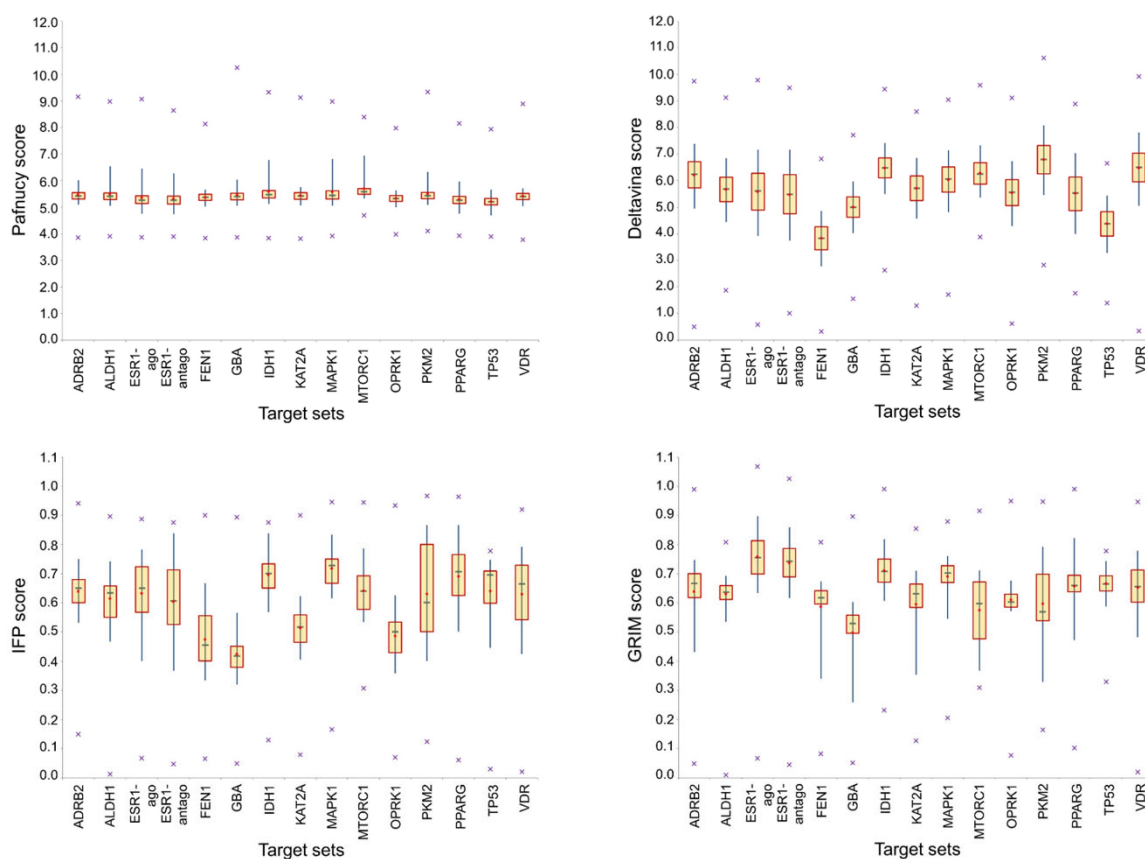 12.0
11.0
10.0
9.0
8.0
7.0
6.0
5.0
4.0
3.0
2.0
1.0
0.0
Pafnucy score
ADRB2
ALDH1
ESR1-
ago
ESR1-
antago
FEN1
GBA
IDH1
KAT2A
MAPK1
MTORC1
OPRK1
PKM2
PPARG
TP53
VDR
Target sets
12.0
11.0
10.0
9.0
8.0
7.0
6.0
5.0
4.0
3.0
2.0
1.0
0.0
Deltavina score
ADRB2
ALDH1
ESR1-
ago
ESR1-
antago
FEN1
GBA
IDH1
KAT2A
MAPK1
MTORC1
OPRK1
PKM2
PPARG
TP53
VDR
Target sets
1.1
1.0
0.9
0.8
0.7
0.6
0.5
0.4
0.3
0.2
0.1
0.0
IFP score
ADRB2
ALDH1
ESR1-
ago
ESR1-
antago
FEN1
GBA
IDH1
KAT2A
MAPK1
MTORC1
OPRK1
PKM2
PPARG
TP53
VDR
Target sets
1.1
1.0
0.9
0.8
0.7
0.6
0.5
0.4
0.3
0.2
0.1
0.0
GRIM score
ADRB2
ALDH1
ESR1-
ago
ESR1-
antago
FEN1
GBA
IDH1
KAT2A
MAPK1
MTORC1
OPRK1
PKM2
PPARG
TP53
VDR
Target sets